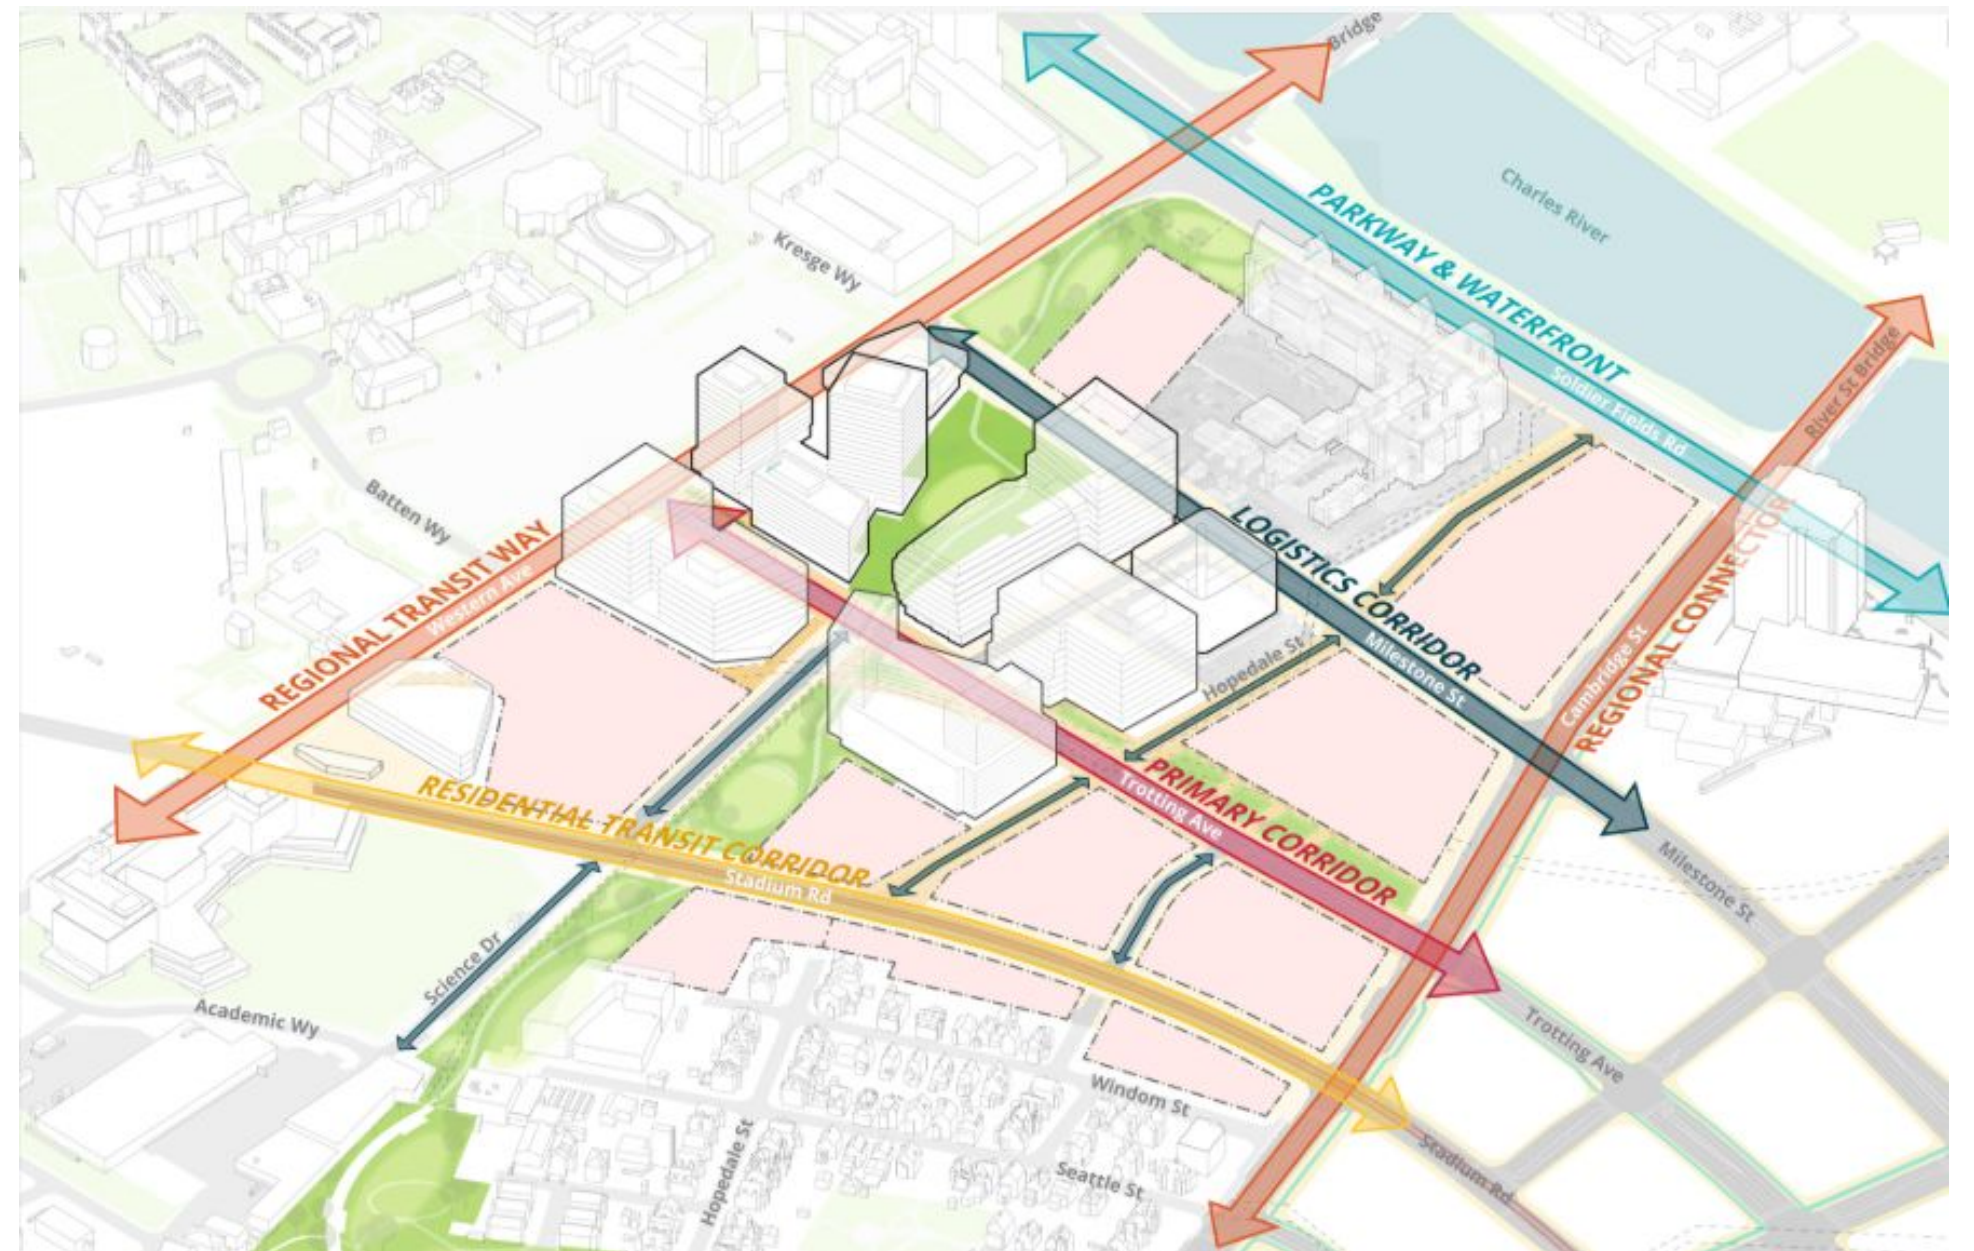 Bridge
Charles River
PARKWAY & WATERFRONT
Soldier Fields Rd
Kresge Wy
River St Bridge
Batten Wy
REGIONAL TRANSIT WAY
Western Ave
LOGISTICS CORRIDOR
Milestone St
Hopedale St
Cambridge St
REGIONAL CONNECTOR
PRIMARY CORRIDOR
Trotting Ave
RESIDENTIAL TRANSIT CORRIDOR
Stadium Rd
Milestone St
Science Dr
Academic Wy
Trotting Ave
Windom St
Hopedale St
Seattle St
Stadium Rd